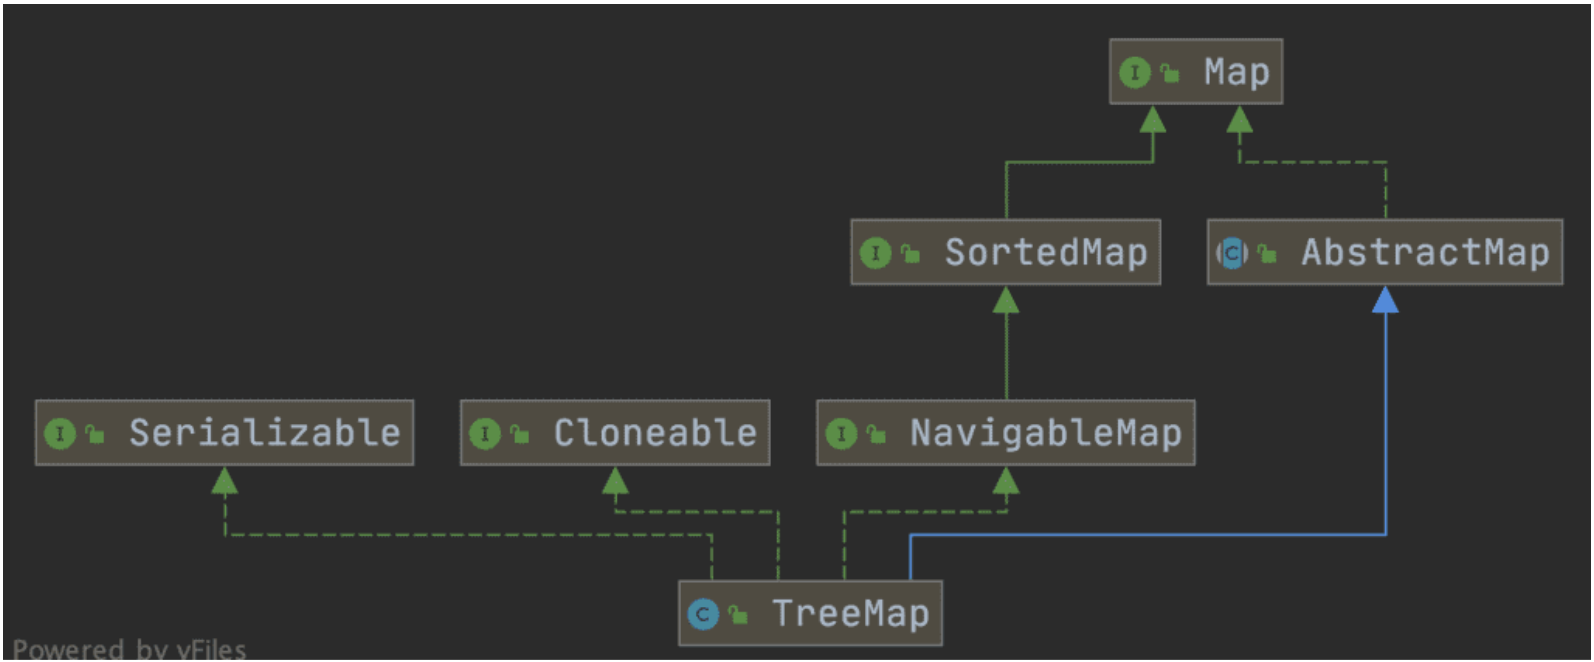 Map
SortedMap
AbstractMap
Serializable
Cloneable
NavigableMap
TreeMap
Powered by yFiles